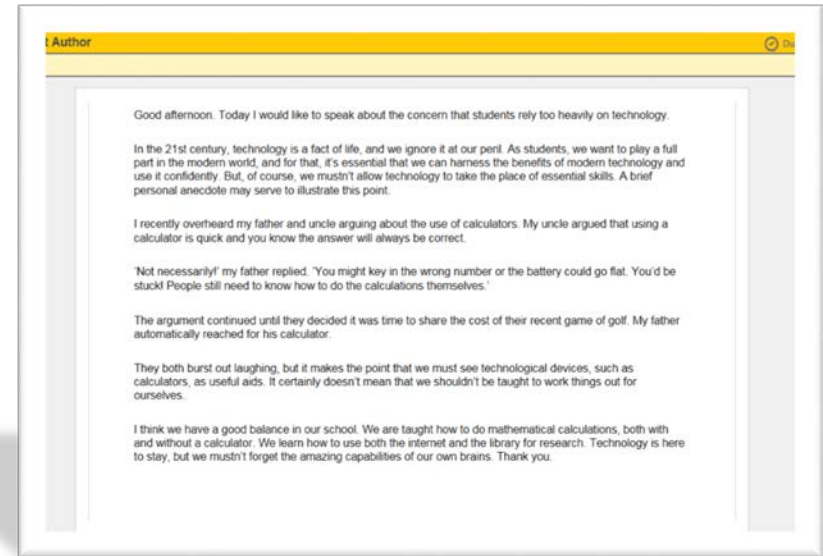 t Author
Du
Good afternoon. Today I would like to speak about the concern that students rely too heavily on technology.
In the 21st century, technology is a fact of life, and we ignore it at our peril. As students, we want to play a full
part in the modern world, and for that, it's essential that we can harness the benefits of modern technology and
use it confidently. But, of course, we mustn't allow technology to take the place of essential skills. A brief
personal anecdote may serve to illustrate this point.
I recently overheard my father and uncle arguing about the use of calculators. My uncle argued that using a
calculator is quick and you know the answer will always be correct.
'Not necessarily!' my father replied. 'You might key in the wrong number or the battery could go flat. You'd be
stuck! People still need to know how to do the calculations themselves.'
The argument continued until they decided it was time to share the cost of their recent game of golf. My father
automatically reached for his calculator.
They both burst out laughing, but it makes the point that we must see technological devices, such as
calculators, as useful aids. It certainly doesn't mean that we shouldn't be taught to work things out for
ourselves.
I think we have a good balance in our school. We are taught how to do mathematical calculations, both with
and without a calculator. We learn how to use both the internet and the library for research. Technology is here
to stay, but we mustn't forget the amazing capabilities of our own brains. Thank you.